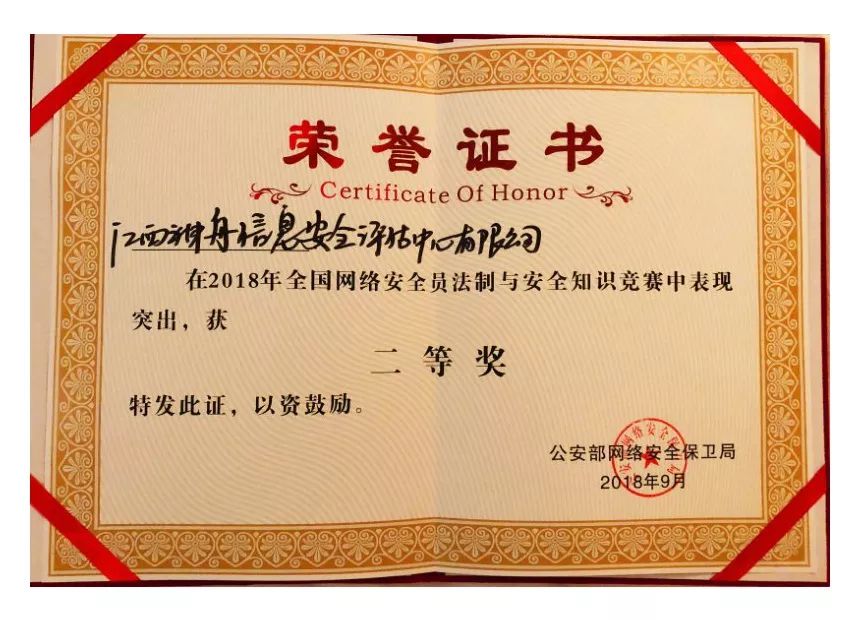 荣誉证书
Certificate Of Honor
江西神舟信息安全评估中心有限公司
在2018年全国网络安全员法制与安全知识竞赛中表现
突出，获
二等奖
特发此证，以资鼓励。
公安部网络安全保卫局
2018年9月